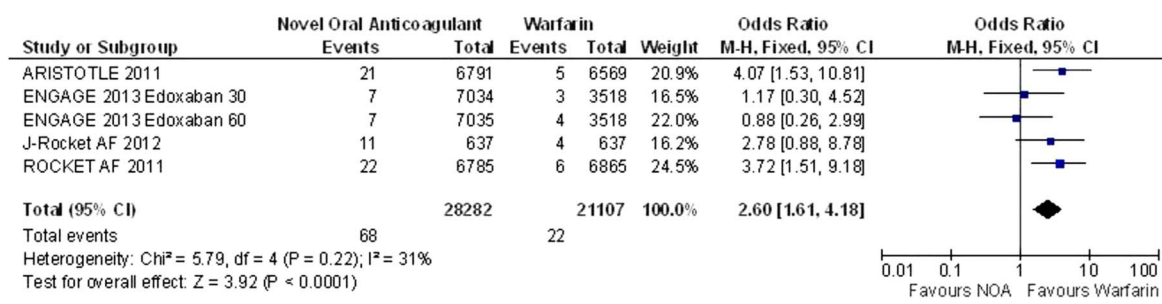 Novel Oral Anticoagulant Warfarin Odds Ratio Odds Ratio
Study or Subgroup Events Total Events Total Weight M-H, Fixed, 95% CI M-H, Fixed, 95% CI
ARISTOTLE 2011 21 6791 5 6569 20.9% 4.07 [1.53, 10.81]
ENGAGE 2013 Edoxaban 30 7 7034 3 3518 16.5% 1.17 [0.30, 4.52]
ENGAGE 2013 Edoxaban 60 7 7035 4 3518 22.0% 0.88 [0.26, 2.99]
J-Rocket AF 2012 11 637 4 637 16.2% 2.78 [0.88, 8.78]
ROCKET AF 2011 22 6785 6 6865 24.5% 3.72 [1.51, 9.18]
Total (95% CI) 28282 21107 100.0% 2.60 [1.61, 4.18]
Total events 68 22
Heterogeneity: Chi² = 5.79, df = 4 (P = 0.22); I² = 31%
Test for overall effect: Z = 3.92 (P < 0.0001)
0.01 0.1 1 10 100
Favours NOA Favours Warfarin